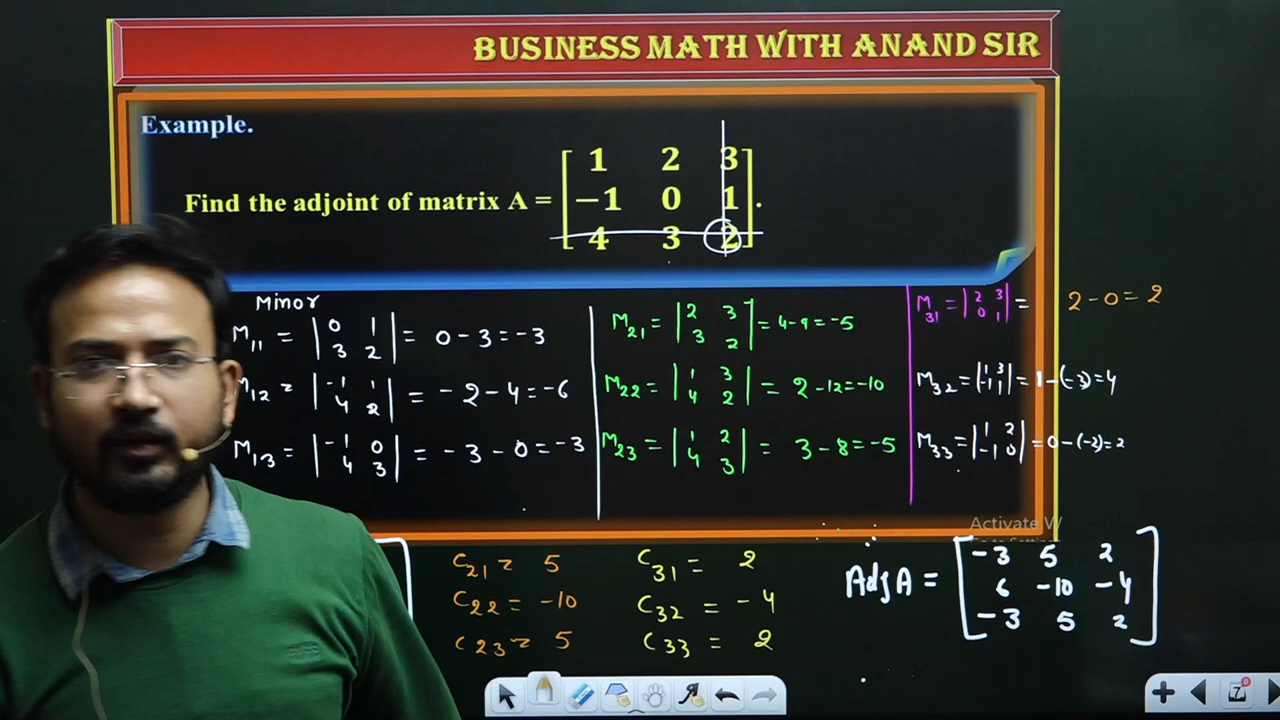 BUSINESS MATH WITH ANAND SIR
Example.
Find the adjoint of matrix A = [ 1 2 3
−1 0 1
4 3 2 ].
Minor
M11 = | 0 1 | = 0 - 3 = -3
| 3 2 |
M12 = | -1 1 | = -2 - 4 = -6
| 4 2 |
M13 = | -1 0 | = -3 - 0 = -3
| 4 3 |
M21 = | 2 3 | = 4 - 9 = -5
| 3 2 |
M22 = | 1 3 | = 2 - 12 = -10
| 4 2 |
M23 = | 1 2 | = 3 - 8 = -5
| 4 3 |
M31 = | 2 3 | = 2 - 0 = 2
| 0 1 |
M32 = | 1 3 | = 1 - (-3) = 4
| -1 1 |
M33 = | 1 2 | = 0 - (-2) = 2
| -1 0 |
Activate W
C21 = 5
C22 = -10
C23 = 5
C31 = 2
C32 = -4
C33 = 2
∴ Adj A = [ -3 5 2
6 -10 -4
-3 5 2 ]
7